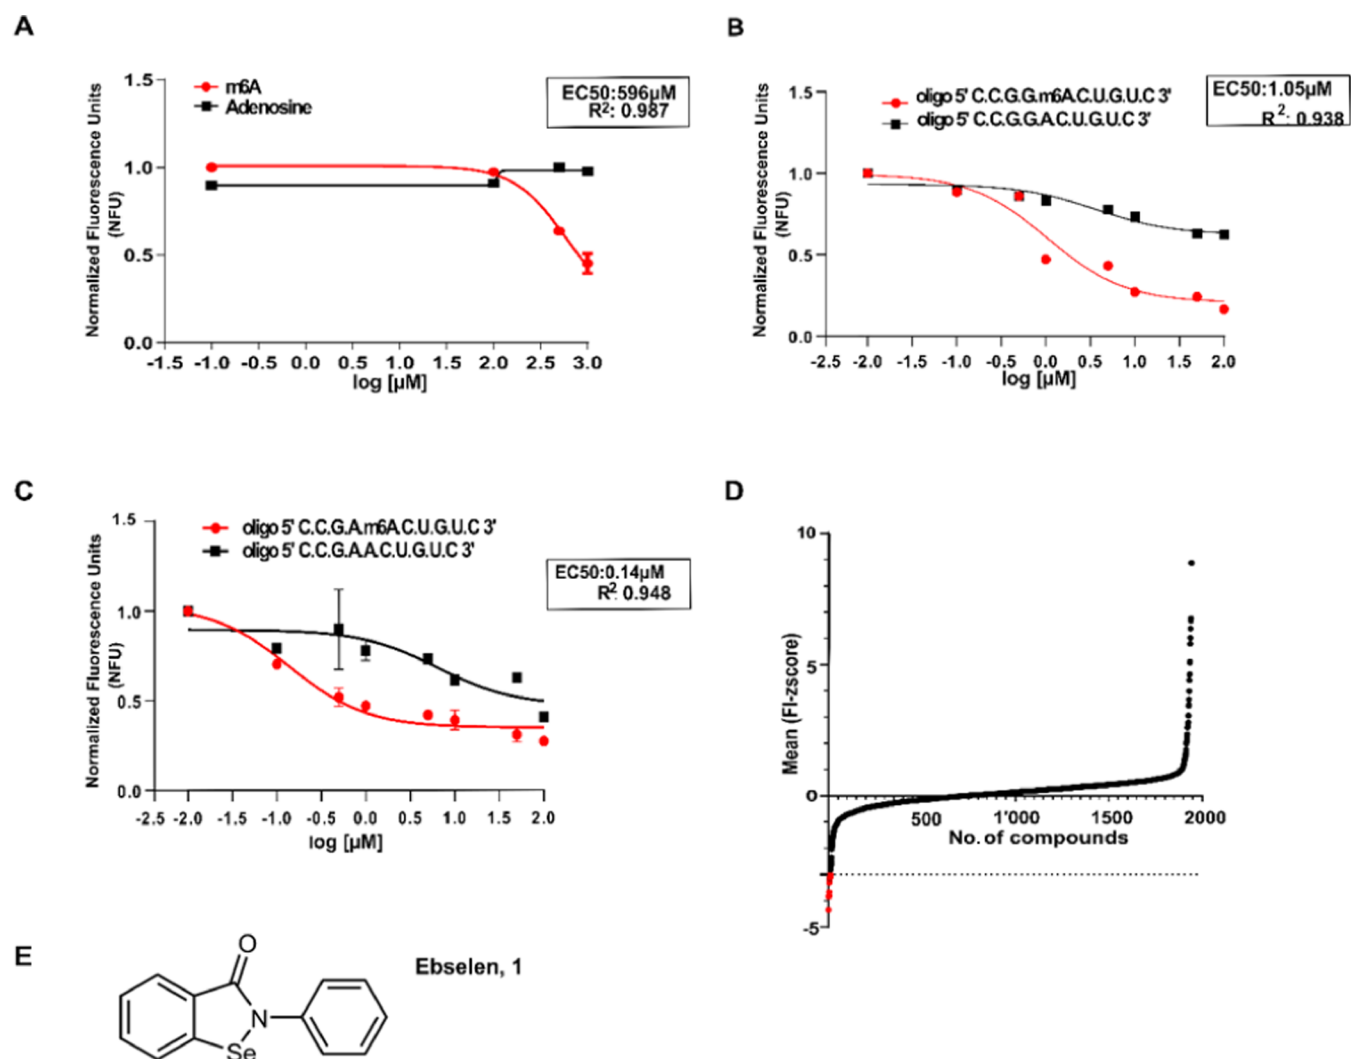 A
1.5
m6A
Adenosine
EC50:596µM
R²: 0.987
Normalized Fluorescence Units
(NFU)
1.0
0.5
0.0
-1.5 -1.0 -0.5 0.0 0.5 1.0 1.5 2.0 2.5 3.0
log [µM]
B
1.5
oligo 5' C.C.G.G.m6A.C.U.G.U.C 3'
oligo 5' C.C.G.G.A.C.U.G.U.C 3'
EC50:1.05µM
R²: 0.938
Normalized Fluorescence Units
(NFU)
1.0
0.5
0.0
-2.5 -2.0 -1.5 -1.0 -0.5 0.0 0.5 1.0 1.5 2.0
log [µM]
C
1.5
oligo 5' C.C.G.A.m6A.C.U.G.U.C 3'
oligo 5' C.C.G.A.A.C.U.G.U.C 3'
EC50:0.14µM
R²: 0.948
Normalized Fluorescence Units
(NFU)
1.0
0.5
0.0
-2.5 -2.0 -1.5 -1.0 -0.5 0.0 0.5 1.0 1.5 2.0
log [µM]
D
10
5
0
-5
Mean (FI-zscore)
500 1'000 1500 2000
No. of compounds
E
Ebselen, 1
O
N
Se